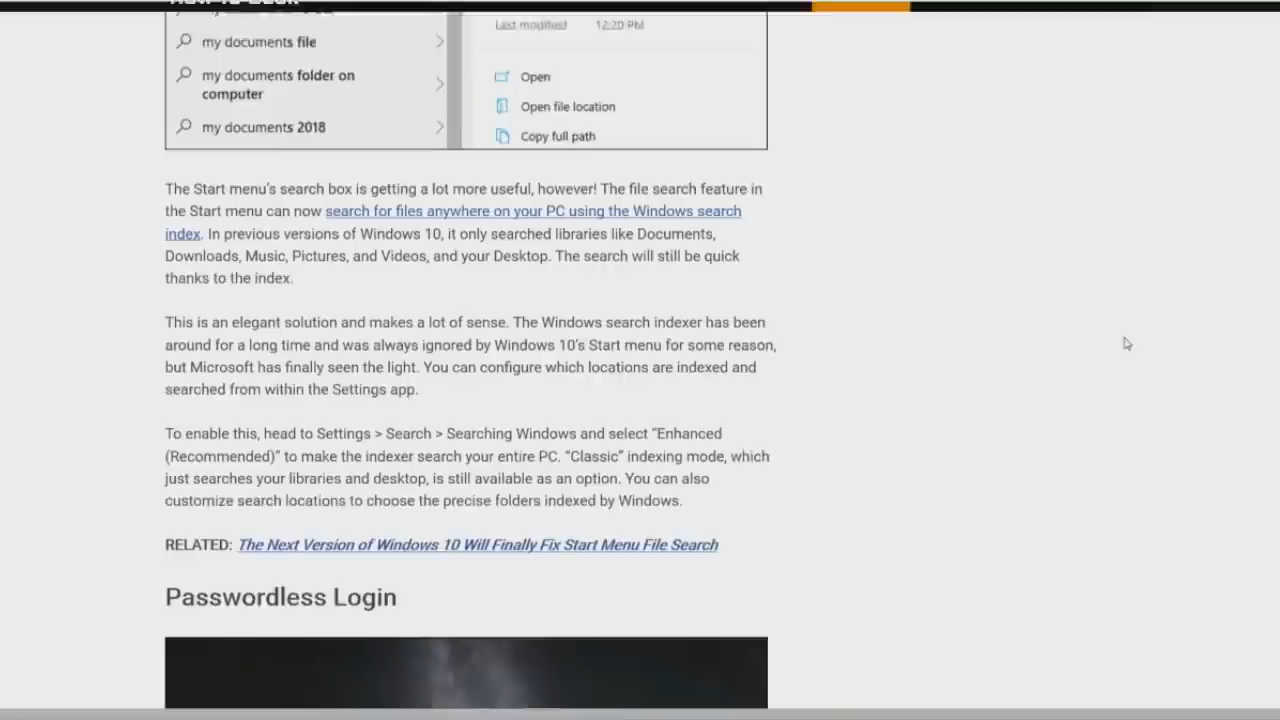 Last modified 12:20 PM
my documents file
my documents folder on
computer
my documents 2018
Open
Open file location
Copy full path
The Start menu's search box is getting a lot more useful, however! The file search feature in
the Start menu can now search for files anywhere on your PC using the Windows search
index. In previous versions of Windows 10, it only searched libraries like Documents,
Downloads, Music, Pictures, and Videos, and your Desktop. The search will still be quick
thanks to the index.
This is an elegant solution and makes a lot of sense. The Windows search indexer has been
around for a long time and was always ignored by Windows 10's Start menu for some reason,
but Microsoft has finally seen the light. You can configure which locations are indexed and
searched from within the Settings app.
To enable this, head to Settings > Search > Searching Windows and select “Enhanced
(Recommended)” to make the indexer search your entire PC. “Classic” indexing mode, which
just searches your libraries and desktop, is still available as an option. You can also
customize search locations to choose the precise folders indexed by Windows.
RELATED: The Next Version of Windows 10 Will Finally Fix Start Menu File Search
Passwordless Login